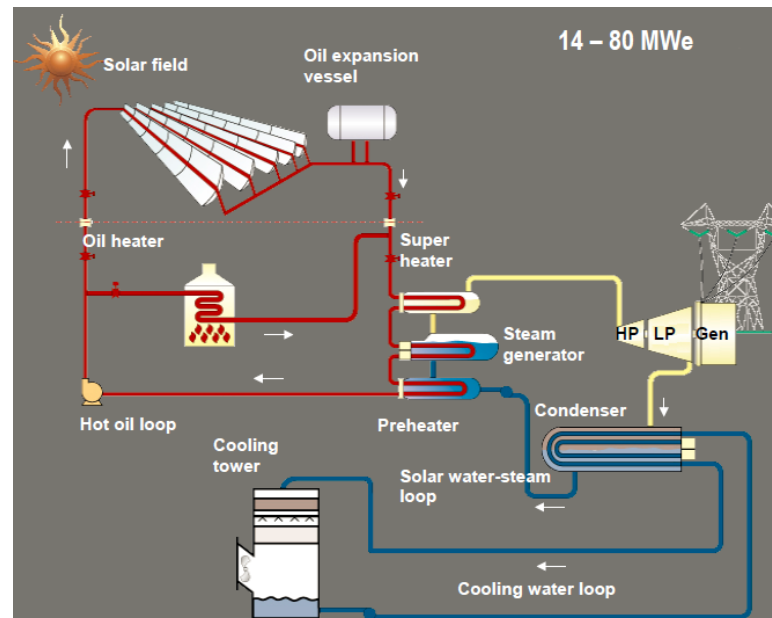 14 – 80 MWe
Solar field
Oil expansion
vessel
Oil heater
Super
heater
Steam
generator
HP
LP
Gen
Hot oil loop
Preheater
Condenser
Cooling
tower
Solar water-steam
loop
Cooling water loop